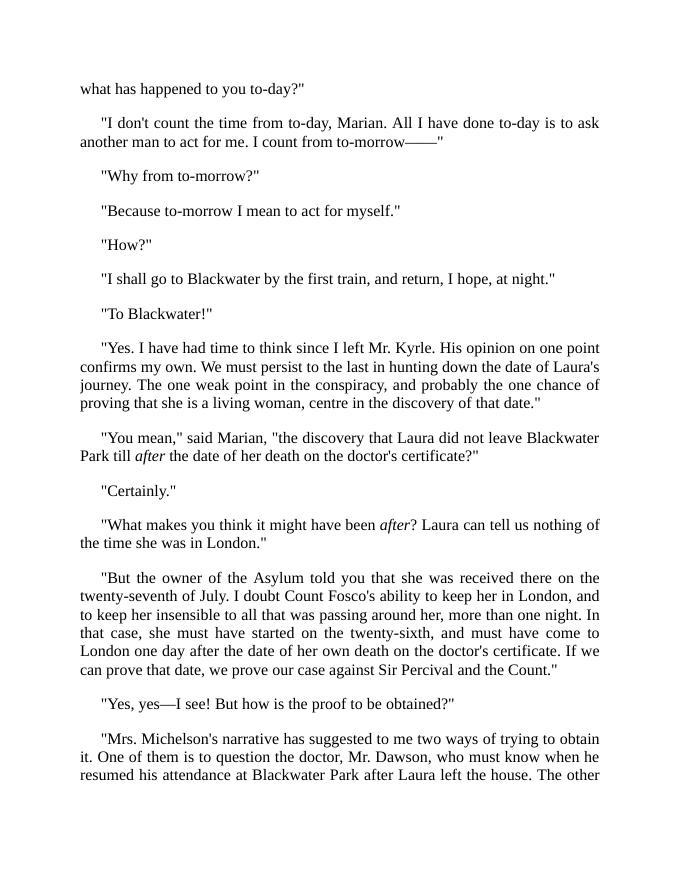 what has happened to you to-day?"
"I don't count the time from to-day, Marian. All I have done to-day is to ask
another man to act for me. I count from to-morrow——"
"Why from to-morrow?"
"Because to-morrow I mean to act for myself."
"How?"
"I shall go to Blackwater by the first train, and return, I hope, at night."
"To Blackwater!"
"Yes. I have had time to think since I left Mr. Kyrle. His opinion on one point
confirms my own. We must persist to the last in hunting down the date of Laura's
journey. The one weak point in the conspiracy, and probably the one chance of
proving that she is a living woman, centre in the discovery of that date."
"You mean," said Marian, "the discovery that Laura did not leave Blackwater
Park till after the date of her death on the doctor's certificate?"
"Certainly."
"What makes you think it might have been after? Laura can tell us nothing of
the time she was in London."
"But the owner of the Asylum told you that she was received there on the
twenty-seventh of July. I doubt Count Fosco's ability to keep her in London, and
to keep her insensible to all that was passing around her, more than one night. In
that case, she must have started on the twenty-sixth, and must have come to
London one day after the date of her own death on the doctor's certificate. If we
can prove that date, we prove our case against Sir Percival and the Count."
"Yes, yes—I see! But how is the proof to be obtained?"
"Mrs. Michelson's narrative has suggested to me two ways of trying to obtain
it. One of them is to question the doctor, Mr. Dawson, who must know when he
resumed his attendance at Blackwater Park after Laura left the house. The other